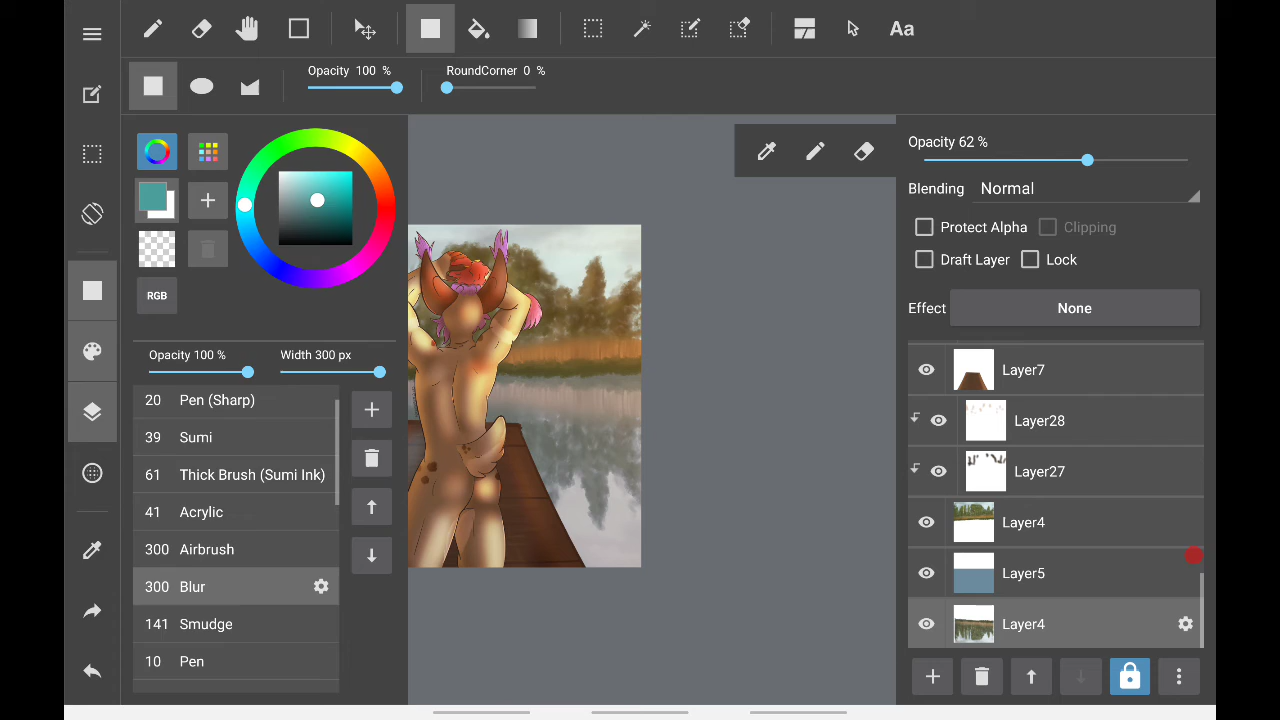 Aa
Opacity 100 %
RoundCorner 0 %
RGB
Opacity 100 %
Width 300 px
20 Pen (Sharp)
39 Sumi
61 Thick Brush (Sumi Ink)
41 Acrylic
300 Airbrush
300 Blur
141 Smudge
10 Pen
Opacity 62 %
Blending Normal
Protect Alpha
Clipping
Draft Layer
Lock
Effect None
Layer7
Layer28
Layer27
Layer4
Layer5
Layer4